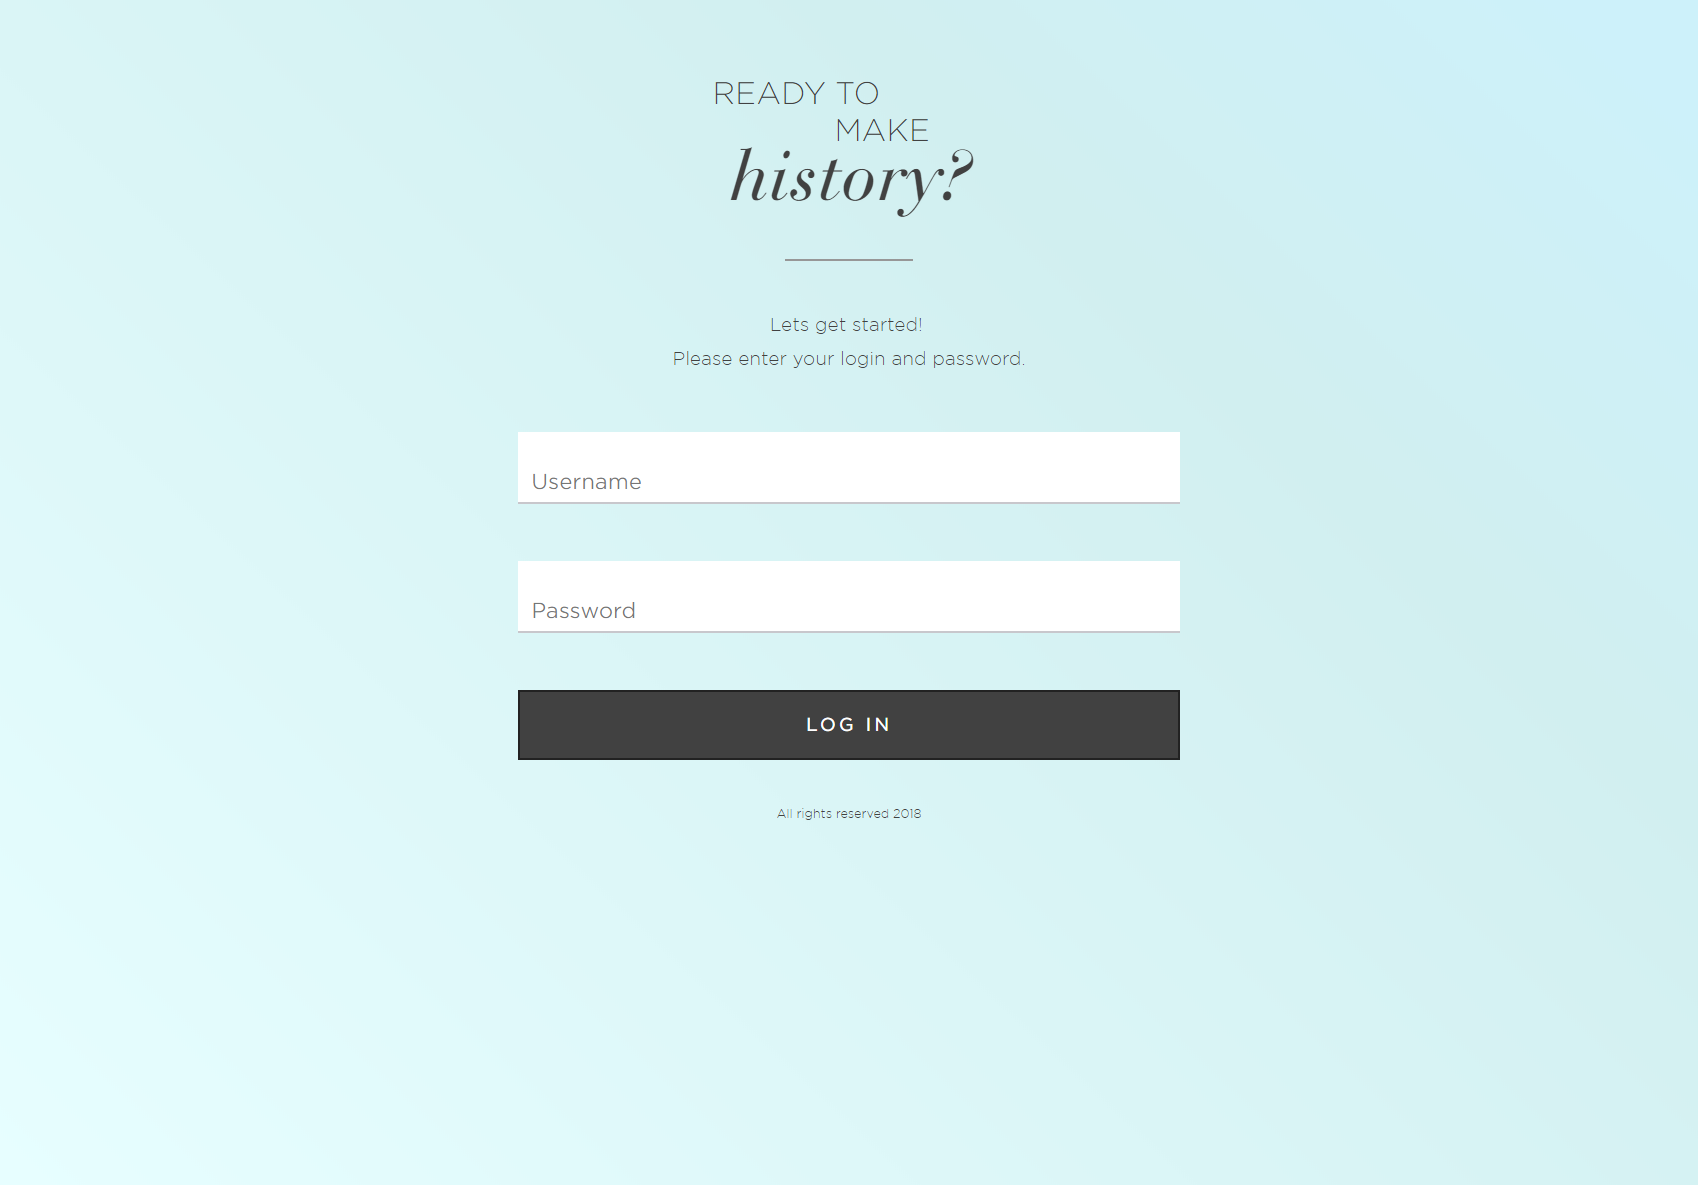 READY TO
MAKE
history?
Lets get started!
Please enter your login and password.
Username
Password
LOG IN
All rights reserved 2018